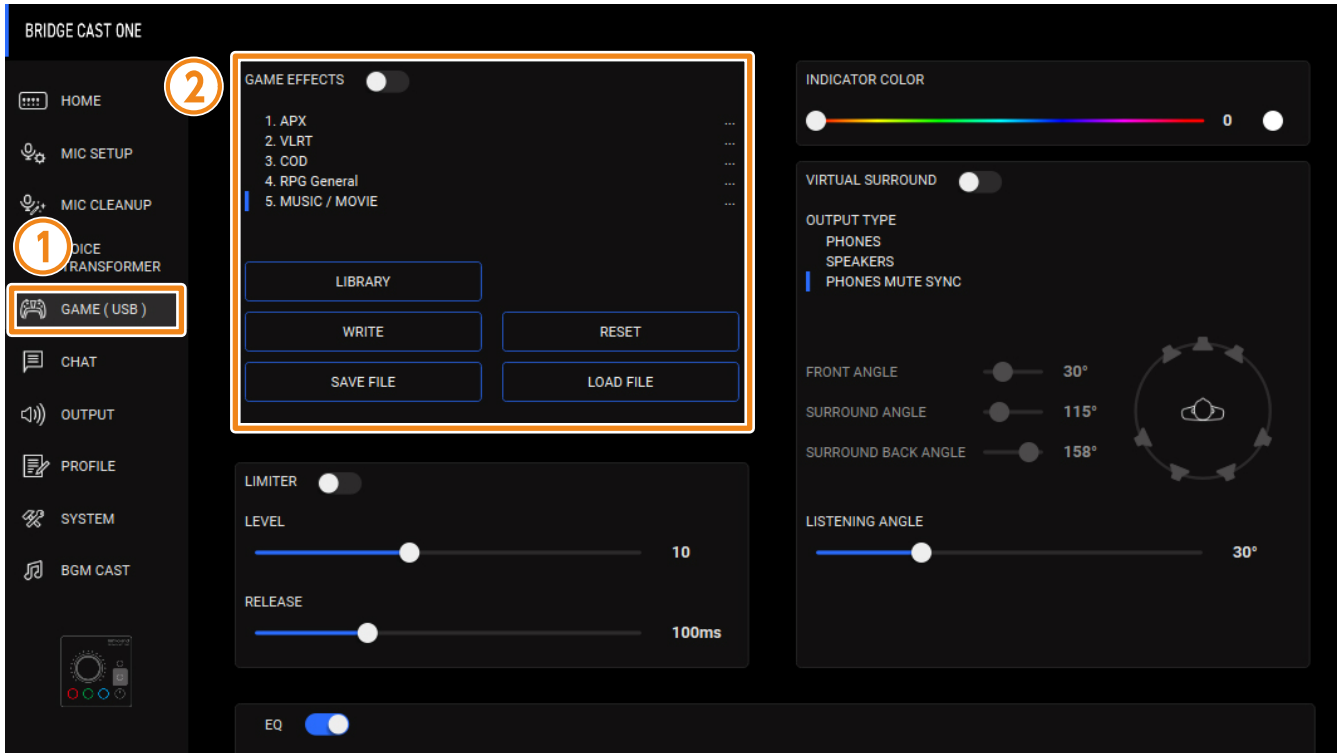 BRIDGE CAST ONE
HOME
MIC SETUP
MIC CLEANUP
1
OICE
TRANSFORMER
GAME ( USB )
CHAT
OUTPUT
PROFILE
SYSTEM
BGM CAST
2
GAME EFFECTS
1. APX ...
2. VLRT ...
3. COD ...
4. RPG General ...
5. MUSIC / MOVIE ...
LIBRARY
WRITE RESET
SAVE FILE LOAD FILE
LIMITER
LEVEL
10
RELEASE
100ms
EQ
INDICATOR COLOR
0
VIRTUAL SURROUND
OUTPUT TYPE
PHONES
SPEAKERS
PHONES MUTE SYNC
FRONT ANGLE 30°
SURROUND ANGLE 115°
SURROUND BACK ANGLE 158°
LISTENING ANGLE
30°